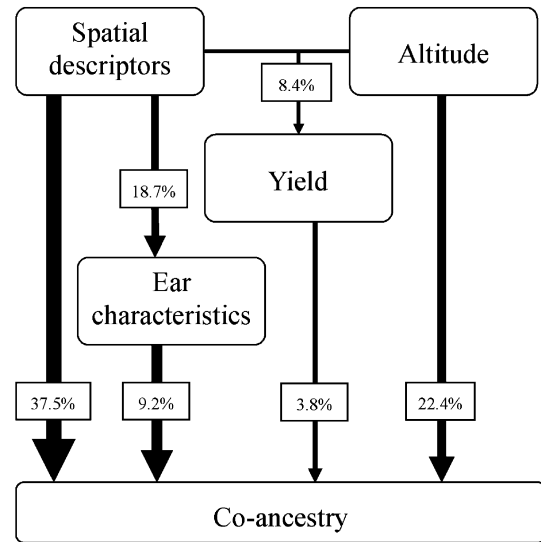 Spatial
descriptors
Altitude
8.4%
Yield
18.7%
Ear
characteristics
37.5%
9.2%
3.8%
22.4%
Co-ancestry